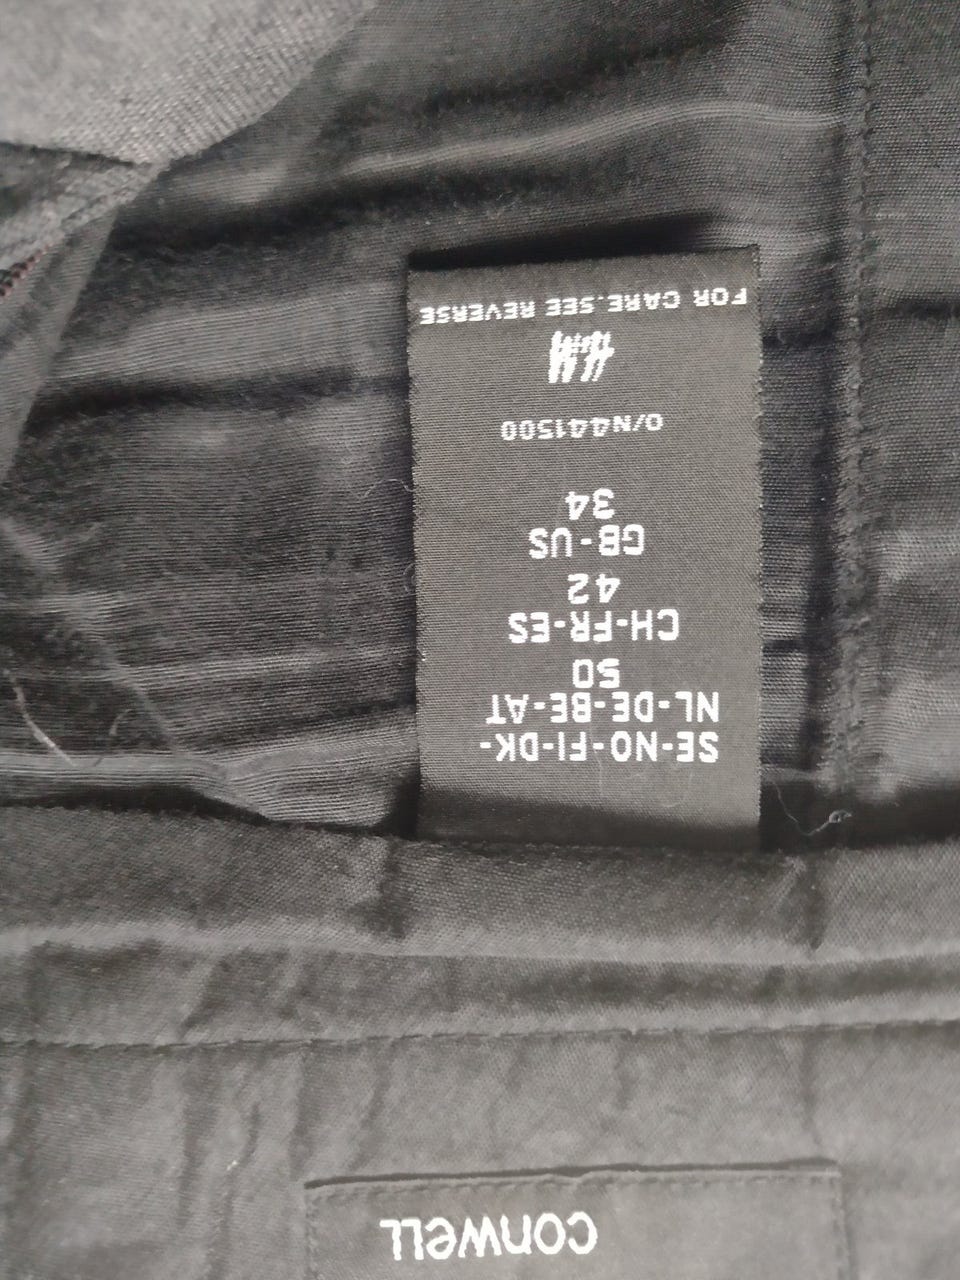 conwell
SE-NO-FI-DK-
NL-DE-BE-AT
50
CH-FR-ES
42
GB-US
34
O/N441500
H&M
FOR CARE.SEE REVERSE